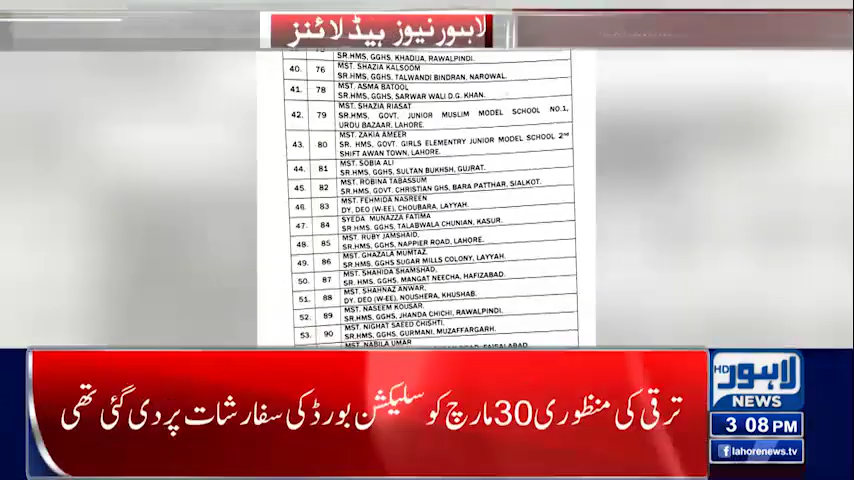 لاہور نیوز ہیڈلائنز
SR.HMS, GGHS, KHADIJA, RAWALPINDI.
40. 76 MST. SHAZIA KALSOOM
SR.HMS, GGHS, TALWANDI BINDRAN, NAROWAL.
41. 78 MST. ASMA BATOOL
SR.HMS, GGHS, SARWAR WALI D.G. KHAN.
42. 79 MST. SHAZIA RIASAT
SR.HMS, GOVT. JUNIOR MUSLIM MODEL SCHOOL NO.1,
URDU BAZAAR, LAHORE.
43. 80 MST. ZAKIA AMEER
SR. HMS, GOVT. GIRLS ELEMENTRY JUNIOR MODEL SCHOOL 2nd
SHIFT AWAN TOWN, LAHORE.
44. 81 MST. SOBIA ALI
SR.HMS, GGHS, SULTAN BUKHSH, GUJRAT.
45. 82 MST. ROBINA TABASSUM
SR.HMS, GOVT. CHRISTIAN GHS, BARA PATTHAR, SIALKOT.
46. 83 MST. FEHMIDA NASREEN
DY. DEO (W-EE), CHOUBARA, LAYYAH.
47. 84 SYEDA MUNAZZA FATIMA
SR.HMS, GGHS, TALABWALA CHUNIAN, KASUR.
48. 85 MST. RUBY JAMSHAID,
SR.HMS, GGHS, NAPPIER ROAD, LAHORE.
49. 86 MST. GHAZALA MUMTAZ,
SR.HMS, GGHS SUGAR MILLS COLONY, LAYYAH.
50. 87 MST. SHAHIDA SHAMSHAD,
SR.HMS, GGHS, MANGAT NEECHA, HAFIZABAD.
51. 88 MST. SHAHNAZ ANWAR,
DY. DEO (W-EE), NOUSHERA, KHUSHAB.
52. 89 MST. NASEEM KOUSAR,
SR.HMS, GGHS, JHANDA CHICHI, RAWALPINDI.
53. 90 MST. NIGHAT SAEED CHISHTI,
SR.HMS, GGHS, GURMANI, MUZAFFARGARH.
MST. NABILA UMAR
FAISALABAD
ترقی کی منظوری 30 مارچ کو سلیکشن بورڈ کی سفارشات پر دی گئی تھی
HD لاہور
NEWS
3 08 PM
lahorenews.tv